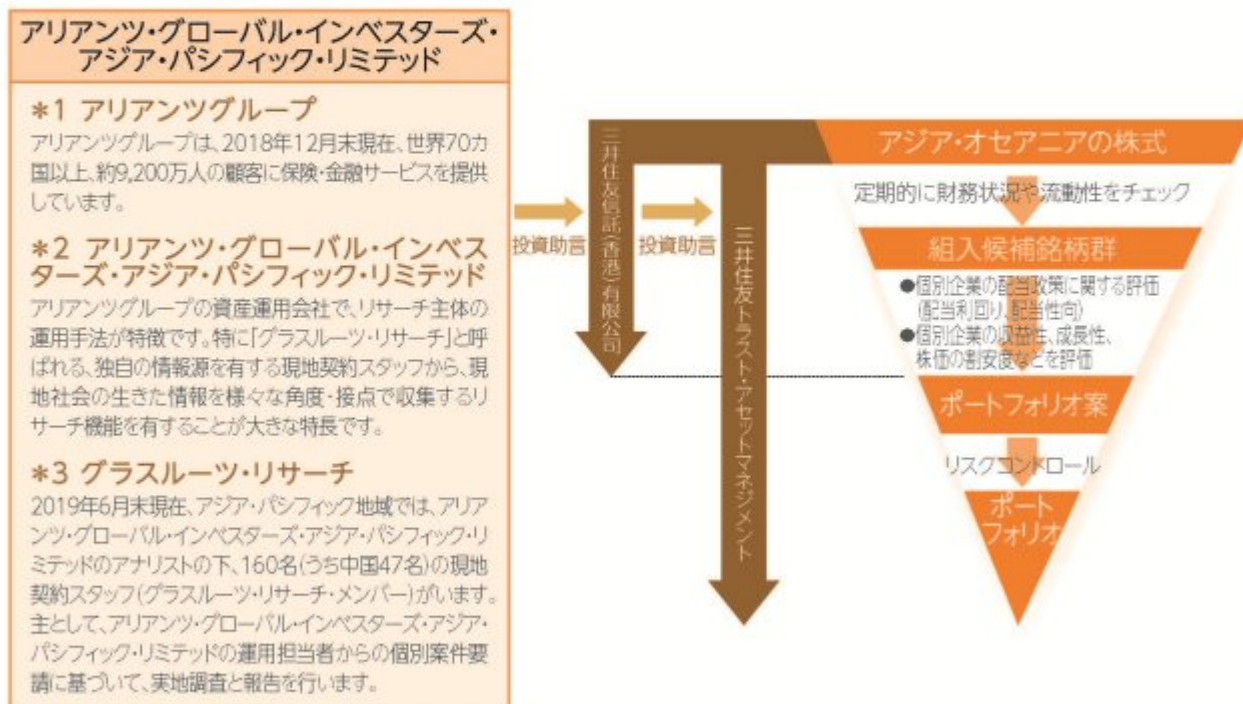 アリアンツ・グローバル・インベスターズ・
アジア・パシフィック・リミテッド
*1 アリアンツグループ
アリアンツグループは、2018年12月末現在、世界70カ
国以上、約9,200万人の顧客に保険・金融サービスを提供
しています。
*2 アリアンツ・グローバル・インベス
ターズ・アジア・パシフィック・リミテッド
アリアンツグループの資産運用会社で、リサーチ主体の
運用手法が特徴です。特に「グラスルーツ・リサーチ」と呼
ばれる、独自の情報源を有する現地契約スタッフから、現
地社会の生きた情報を様々な角度・接点で収集するリ
サーチ機能を有することが大きな特長です。
*3 グラスルーツ・リサーチ
2019年6月末現在、アジア・パシフィック地域では、アリア
ンツ・グローバル・インベスターズ・アジア・パシフィック・リ
ミテッドのアナリストの下、160名(うち中国47名)の現地
契約スタッフ(グラスルーツ・リサーチ・メンバー)がいます。
主として、アリアンツ・グローバル・インベスターズ・アジア・
パシフィック・リミテッドの運用担当者からの個別案件要
請に基づいて、実地調査と報告を行います。
投資助言
三井住友信託(香港)有限公司
投資助言
三井住友トラスト・アセットマネジメント
アジア・オセアニアの株式
定期的に財務状況や流動性をチェック
組入候補銘柄群
●個別企業の配当政策に関する評価
(配当利回り、配当性向)
●個別企業の収益性、成長性、
株価の割安度などを評価
ポートフォリオ案
リスクコントロール
ポート
フォリオ